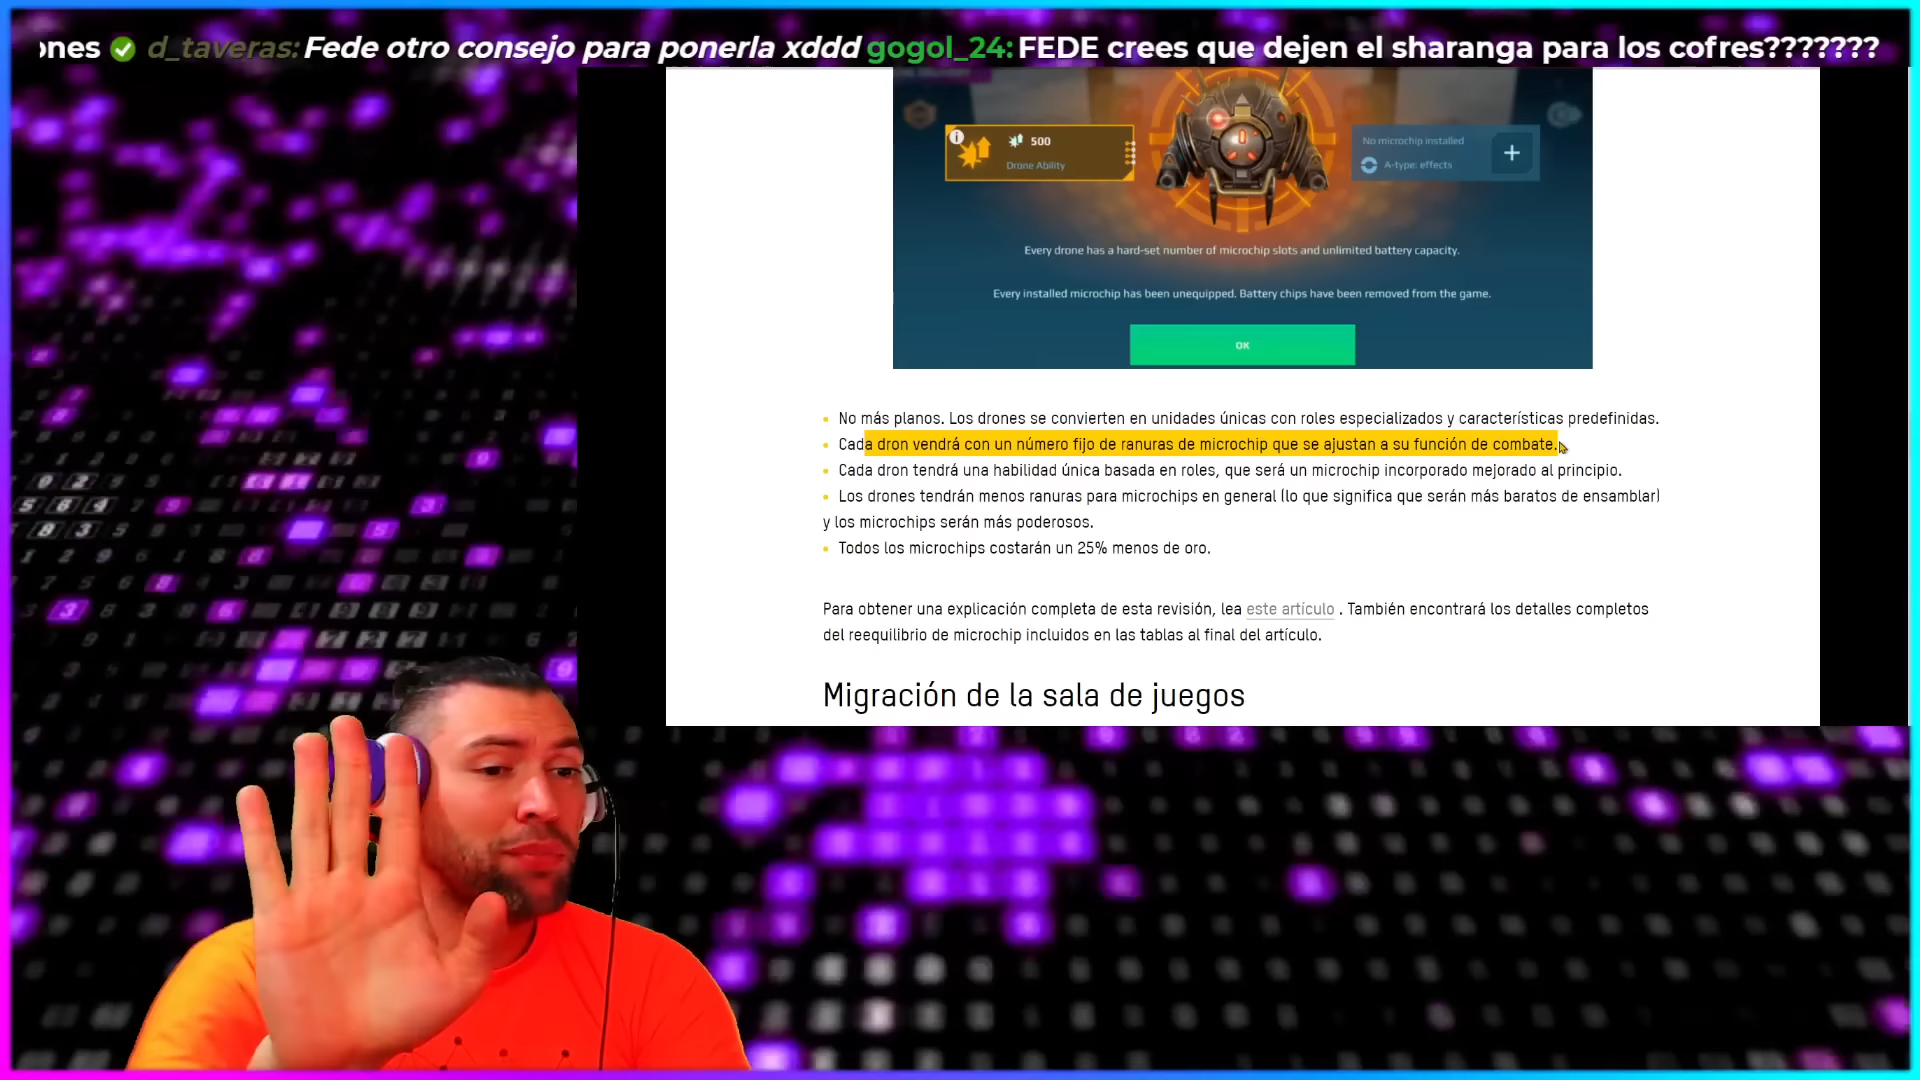 ones d_taveras: Fede otro consejo para ponerla xddd gogol_24: FEDE crees que dejen el sharanga para los cofres???????
500
Drone Ability
No microchip installed
A-type: effects
Every drone has a hard-set number of microchip slots and unlimited battery capacity.
Every installed microchip has been unequipped. Battery chips have been removed from the game.
OK
• No más planos. Los drones se convierten en unidades únicas con roles especializados y características predefinidas.
• Cada dron vendrá con un número fijo de ranuras de microchip que se ajustan a su función de combate.
• Cada dron tendrá una habilidad única basada en roles, que será un microchip incorporado mejorado al principio.
• Los drones tendrán menos ranuras para microchips en general (lo que significa que serán más baratos de ensamblar)
y los microchips serán más poderosos.
• Todos los microchips costarán un 25% menos de oro.
Para obtener una explicación completa de esta revisión, lea este artículo . También encontrará los detalles completos
del reequilibrio de microchip incluidos en las tablas al final del artículo.
Migración de la sala de juegos